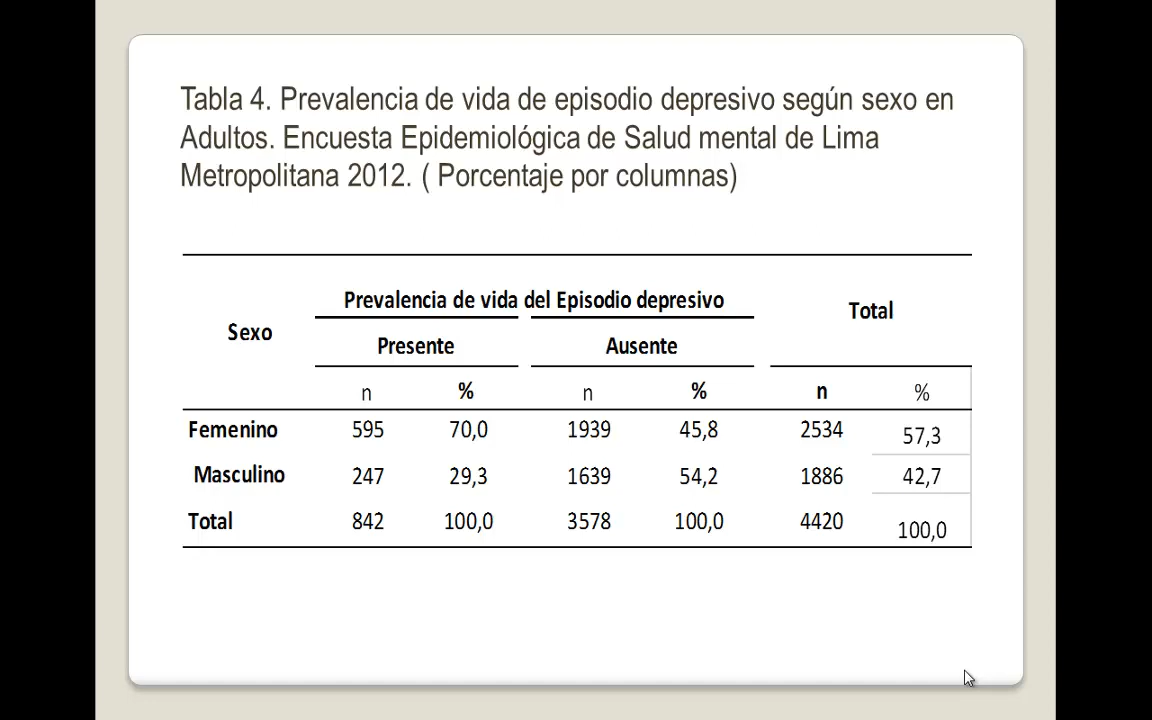 Tabla 4. Prevalencia de vida de episodio depresivo según sexo en
Adultos. Encuesta Epidemiológica de Salud mental de Lima
Metropolitana 2012. ( Porcentaje por columnas)
Sexo Prevalencia de vida del Episodio depresivo Total
Presente Ausente
n % n % n %
Femenino 595 70,0 1939 45,8 2534 57,3
Masculino 247 29,3 1639 54,2 1886 42,7
Total 842 100,0 3578 100,0 4420 100,0